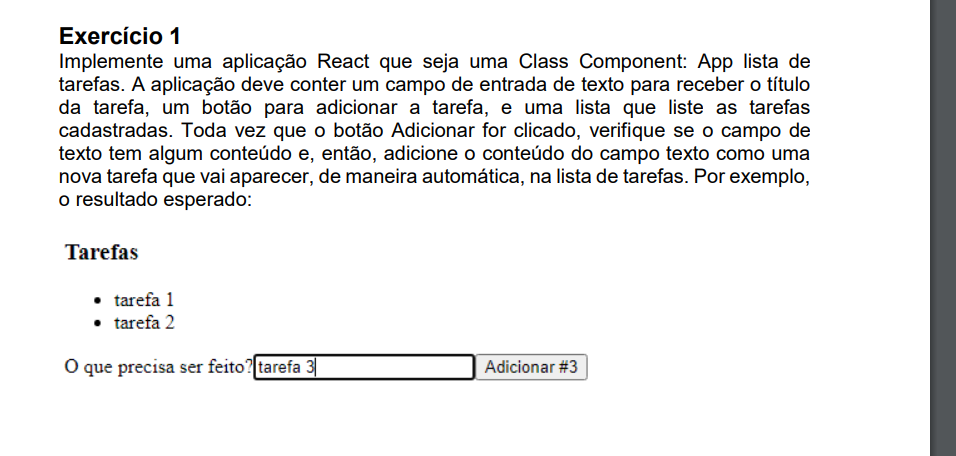 Exercício 1
Implemente uma aplicação React que seja uma Class Component: App lista de
tarefas. A aplicação deve conter um campo de entrada de texto para receber o título
da tarefa, um botão para adicionar a tarefa, e uma lista que liste as tarefas
cadastradas. Toda vez que o botão Adicionar for clicado, verifique se o campo de
texto tem algum conteúdo e, então, adicione o conteúdo do campo texto como uma
nova tarefa que vai aparecer, de maneira automática, na lista de tarefas. Por exemplo,
o resultado esperado:
Tarefas
• tarefa 1
• tarefa 2
O que precisa ser feito? tarefa 3 Adicionar #3